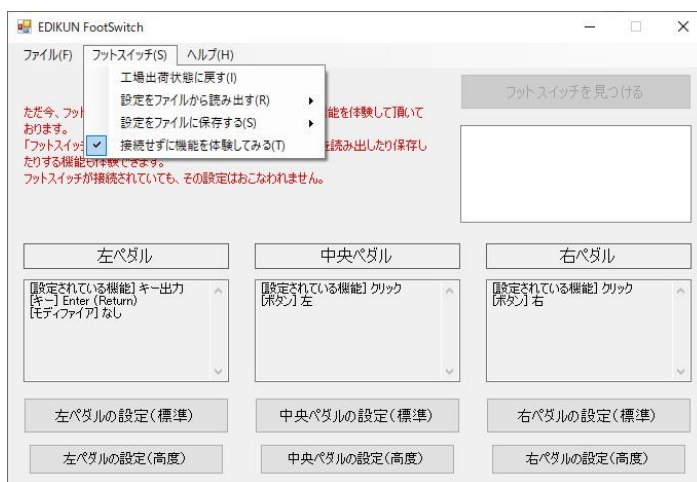 EDIKUN FootSwitch
ファイル(F) フットスイッチ(S) ヘルプ(H)
工場出荷状態に戻す(I)
設定をファイルから読み出す(R)
設定をファイルに保存する(S)
接続せずに機能を体験してみる(T)
フットスイッチを見つける
ただ今、フット 能を体験して頂いて
おります。
「フットスイッ を読み出したり保存し
たりする機能も体験できます。
フットスイッチが接続されていても、その設定はおこなわれません。
左ペダル 中央ペダル 右ペダル
[設定されている機能] キー出力 [設定されている機能] クリック [設定されている機能] クリック
[キー] Enter (Return) [ボタン] 左 [ボタン] 右
[モディファイア] なし
左ペダルの設定(標準) 中央ペダルの設定(標準) 右ペダルの設定(標準)
左ペダルの設定(高度) 中央ペダルの設定(高度) 右ペダルの設定(高度)